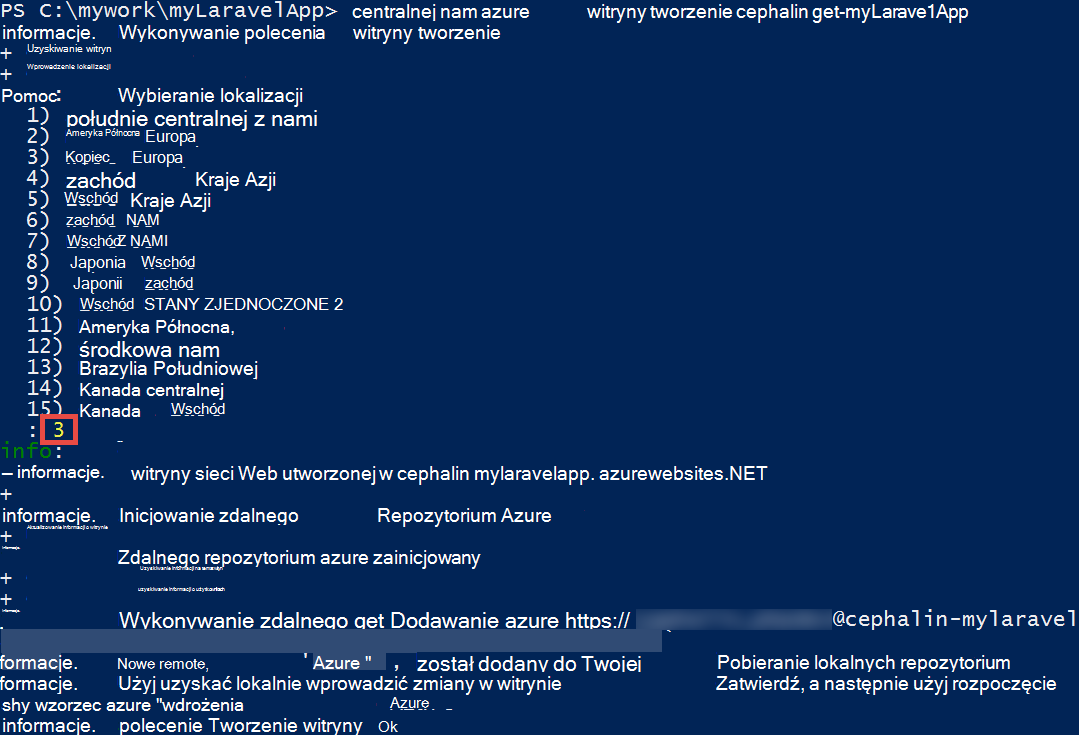 PS C:\mywork\myLaravelApp> centralnej nam azure witryny tworzenie cephalin get-myLarave1App
informacje. Wykonywanie polecenia witryny tworzenie
+ Uzyskiwanie witryn
+ Wprowadzenie lokalizacji
Pomoc: Wybieranie lokalizacji
1) południe centralnej z nami
2) Ameryka Północna Europa
3) Kopiec_ Europa
4) zachód Kraje Azji
5) Wschód Kraje Azji
6) zachód NAM
7) Wschód Z NAMI
8) Japonia Wschód
9) Japonii zachód
10) Wschód STANY ZJEDNOCZONE 2
11) Ameryka Północna,
12) środkowa nam
13) Brazylia Południowej
14) Kanada centralnej
15) Kanada Wschód
: 3 _
info:
– informacje. witryny sieci Web utworzonej w cephalin mylaravelapp. azurewebsites.NET
+
informacje. Inicjowanie zdalnego Repozytorium Azure
+ Aktualizowanie informacji o witrynie
informacje. Zdalnego repozytorium azure zainicjowany
+ Uzyskiwanie informacji na temat witryn
+ uzyskiwanie informacji o użytkownikach
informacje. Wykonywanie zdalnego get Dodawanie azure https:// @cephalin-mylaravel
formacje. Nowe remote, ' Azure " , został dodany do Twojej Pobieranie lokalnych repozytorium
formacje. Użyj uzyskać lokalnie wprowadzić zmiany w witrynie Zatwierdź, a następnie użyj rozpoczęcie
shy wzorzec azure "wdrożenia Azure _
informacje. polecenie Tworzenie witryny Ok